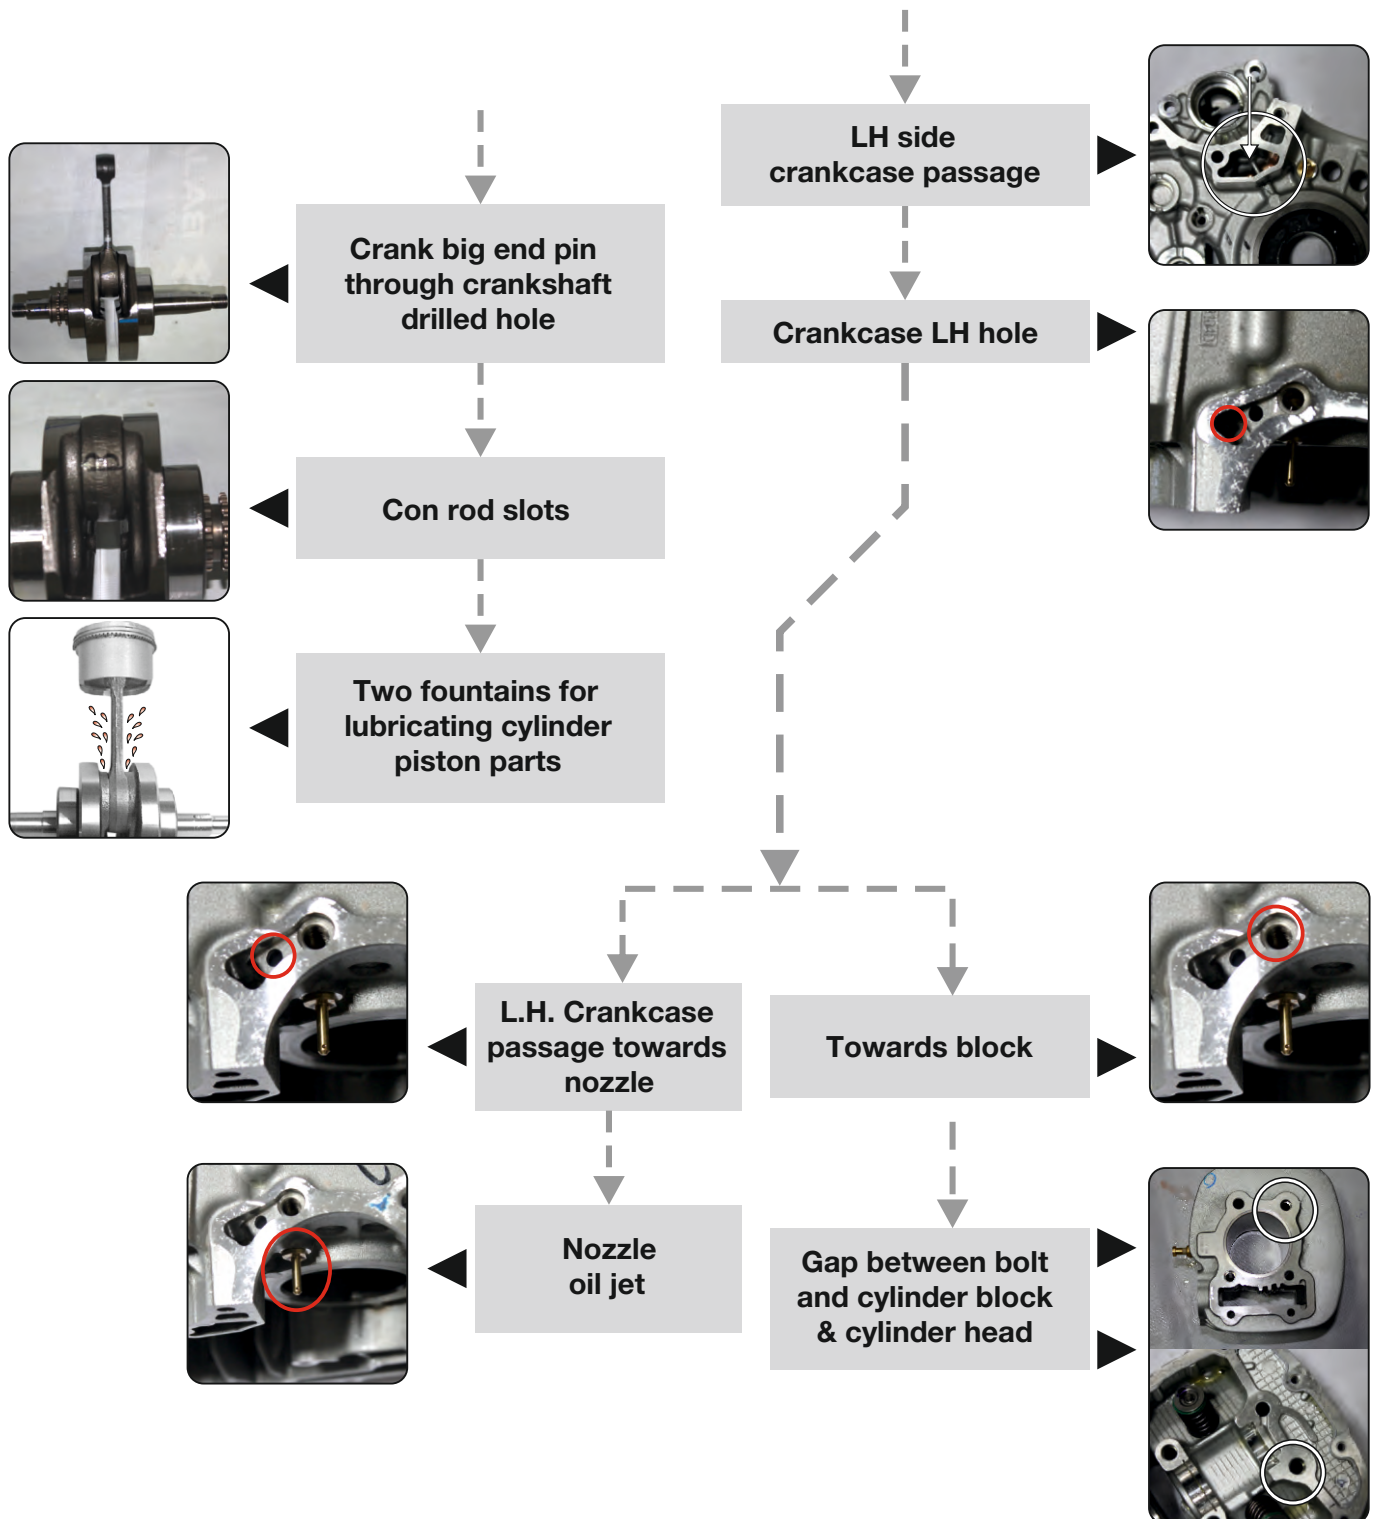 LH side
crankcase passage
Crank big end pin
through crankshaft
drilled hole
Crankcase LH hole
Con rod slots
Two fountains for
lubricating cylinder
piston parts
L.H. Crankcase
passage towards
nozzle
Towards block
Nozzle
oil jet
Gap between bolt
and cylinder block
& cylinder head